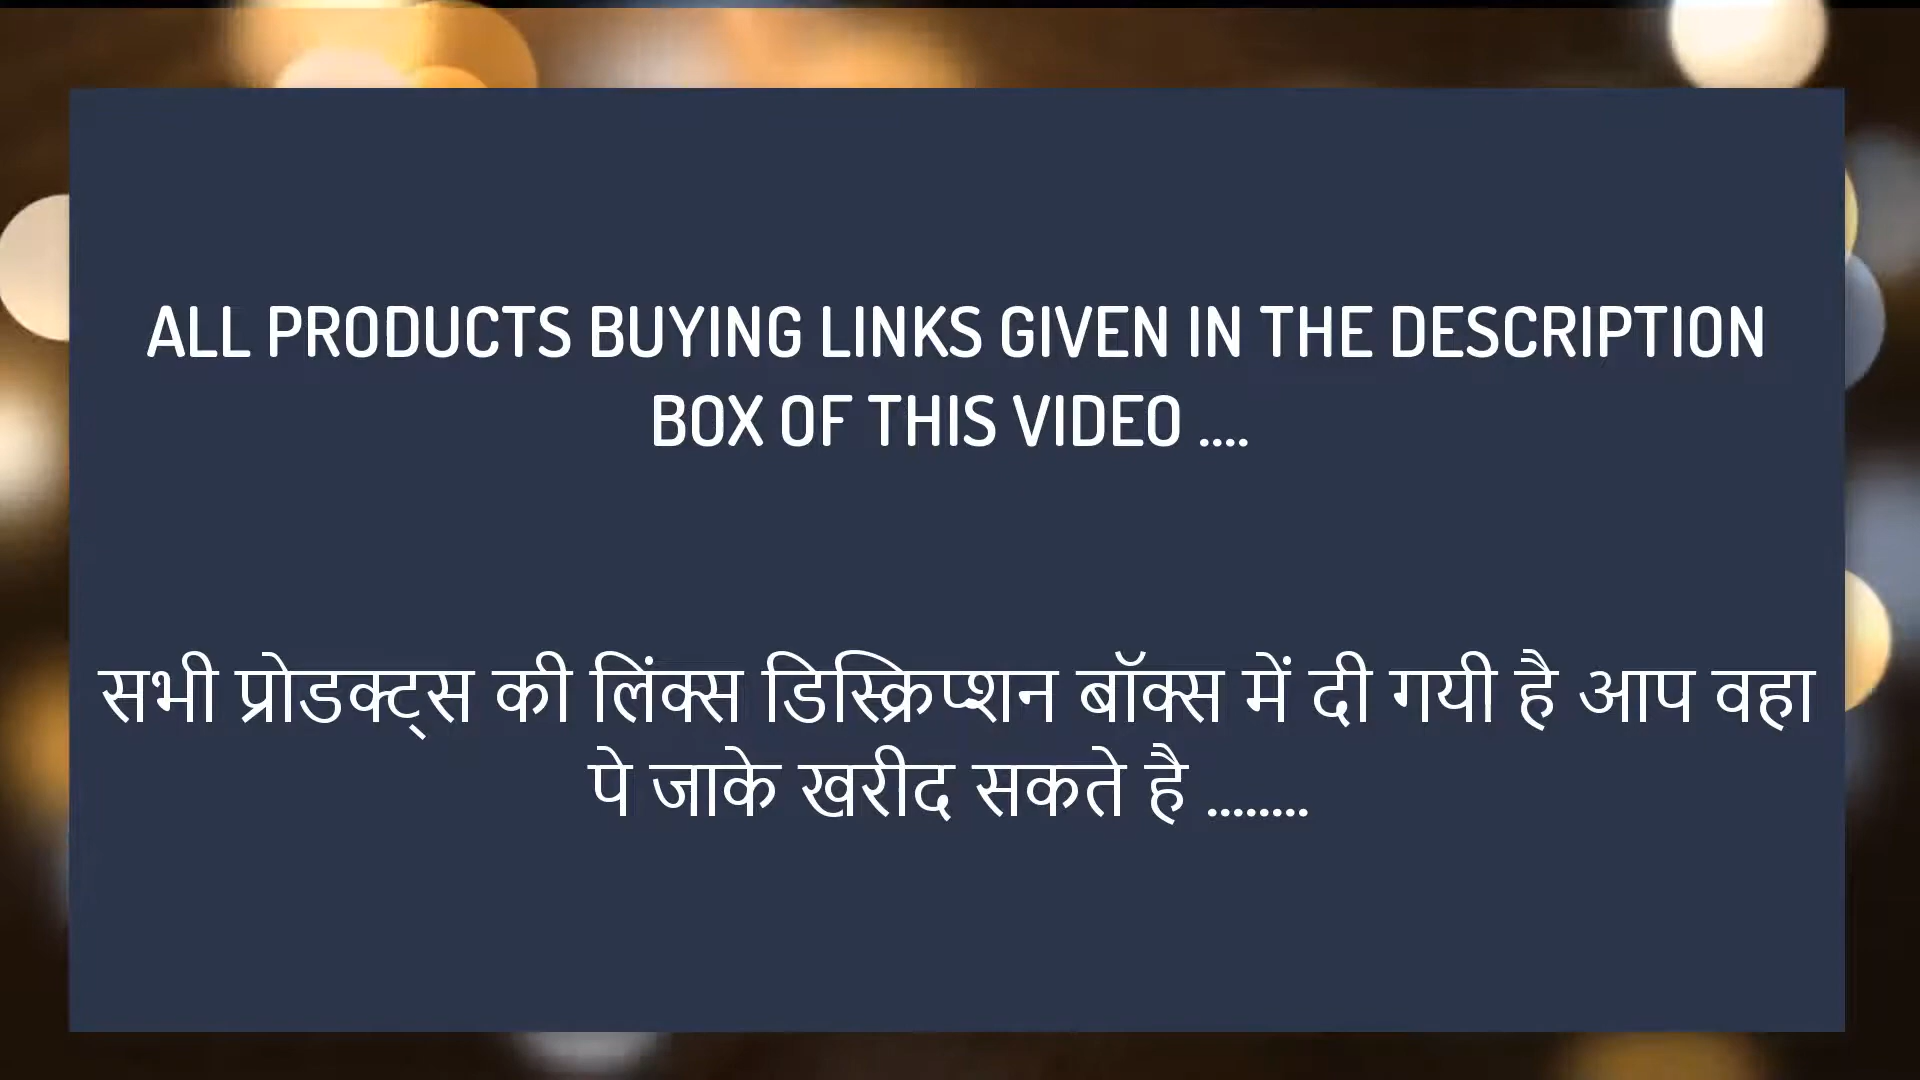 ALL PRODUCTS BUYING LINKS GIVEN IN THE DESCRIPTION
BOX OF THIS VIDEO ....
सभी प्रोडक्ट्स की लिंक्स डिस्क्रिप्शन बॉक्स में दी गयी है आप वहा
पे जाके खरीद सकते है ........